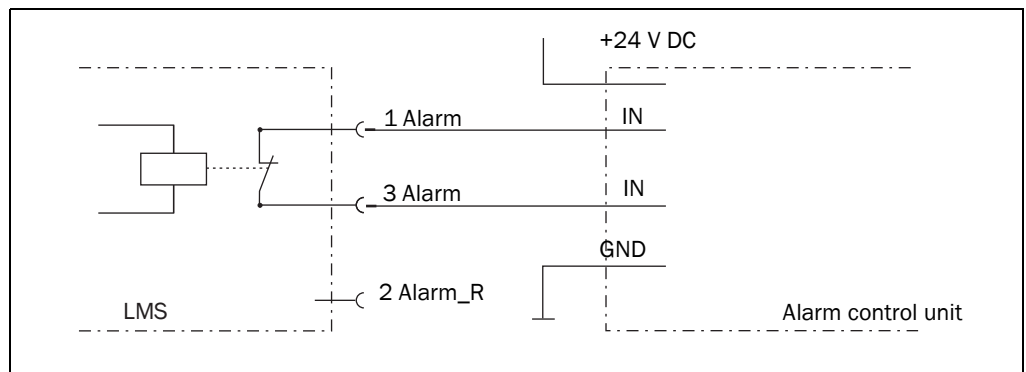 +24 V DC
1 Alarm
IN
3 Alarm
IN
GND
2 Alarm_R
LMS
Alarm control unit